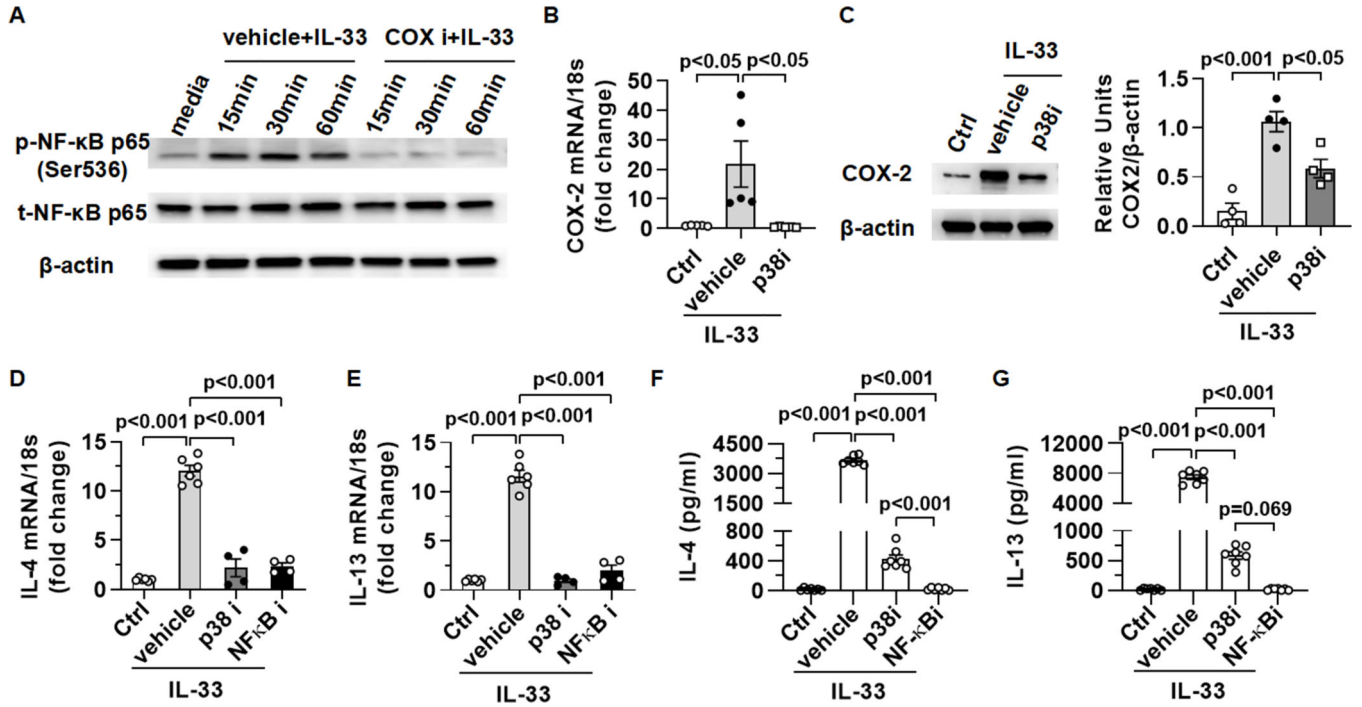 A
vehicle+IL-33
COX i+IL-33
media
15min
30min
60min
15min
30min
60min
p-NF-κB p65
(Ser536)
t-NF-κB p65
β-actin
B
COX-2 mRNA/18s
(fold change)
p<0.05
p<0.05
50
40
30
20
10
0
Ctrl
vehicle
p38i
IL-33
C
IL-33
Ctrl
vehicle
p38i
COX-2
β-actin
Relative Units
COX2/β-actin
p<0.001
p<0.05
1.5
1.0
0.5
0.0
Ctrl
vehicle
p38i
IL-33
D
IL-4 mRNA/18s
(fold change)
p<0.001
p<0.001
p<0.001
15
10
5
0
Ctrl
vehicle
p38 i
NFκB i
IL-33
E
IL-13 mRNA/18s
(fold change)
p<0.001
p<0.001
p<0.001
15
10
5
0
Ctrl
vehicle
p38 i
NFκB i
IL-33
F
IL-4 (pg/ml)
p<0.001
p<0.001
p<0.001
p<0.001
4500
3000
1500
800
400
0
Ctrl
vehicle
p38i
NF-κBi
IL-33
G
IL-13 (pg/ml)
p<0.001
p<0.001
p<0.001
p=0.069
12000
8000
4000
1000
500
0
Ctrl
vehicle
p38i
NF-κBi
IL-33